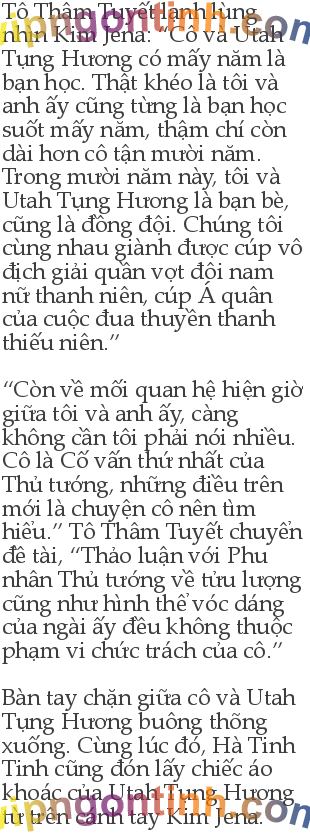 Tô Thâm Tuyết lạnh lùng
nhìn Kim Jena: “Cô và Utah
Tụng Hương có mấy năm là
bạn học. Thật khéo là tôi và
anh ấy cũng từng là bạn học
suốt mấy năm, thậm chí còn
dài hơn cô tận mười năm.
Trong mười năm này, tôi và
Utah Tụng Hương là bạn bè,
cũng là đồng đội. Chúng tôi
cùng nhau giành được cúp vô
địch giải quần vợt đôi nam
nữ thanh niên, cúp Á quân
của cuộc đua thuyền thanh
thiếu niên.”
“Còn về mối quan hệ hiện giờ
giữa tôi và anh ấy, càng
không cần tôi phải nói nhiều.
Cô là Cố vấn thứ nhất của
Thủ tướng, những điều trên
mới là chuyện cô nên tìm
hiểu.” Tô Thâm Tuyết chuyển
đề tài, “Thảo luận với Phu
nhân Thủ tướng về tửu lượng
cũng như hình thể vóc dáng
của ngài ấy đều không thuộc
phạm vi chức trách của cô.”
Bàn tay chặn giữa cô và Utah
Tụng Hương buông thõng
xuống. Cùng lúc đó, Hà Tinh
Tinh cũng đón lấy chiếc áo
khoác của Utah Tụng Hương
từ trên cánh tay Kim Jena.